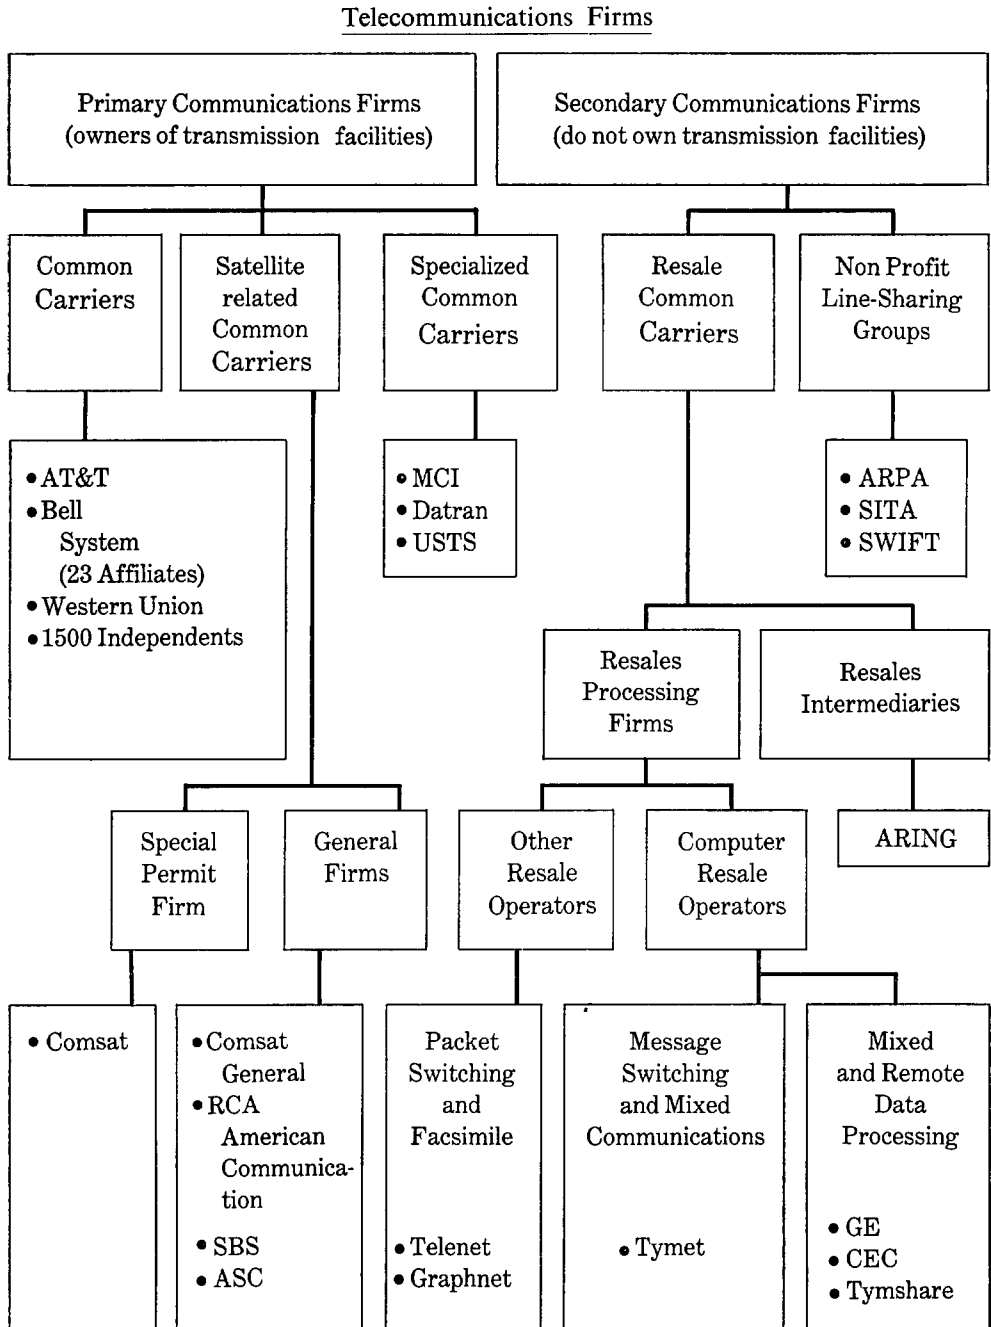 Telecommunications Firms
Primary Communications Firms
(owners of transmission facilities)
Secondary Communications Firms
(do not own transmission facilities)
Common
Carriers
Satellite
related
Common
Carriers
Specialized
Common
Carriers
Resale
Common
Carriers
Non Profit
Line-Sharing
Groups
• AT&T
• Bell
System
(23 Affiliates)
• Western Union
• 1500 Independents
• MCI
• Datran
• USTS
• ARPA
• SITA
• SWIFT
Resales
Processing
Firms
Resales
Intermediaries
Special
Permit
Firm
General
Firms
Other
Resale
Operators
Computer
Resale
Operators
ARING
• Comsat
• Comsat
General
• RCA
American
Communica-
tion
• SBS
• ASC
Packet
Switching
and
Facsimile
• Telenet
• Graphnet
Message
Switching
and Mixed
Communications
• Tymet
Mixed
and Remote
Data
Processing
• GE
• CEC
• Tymshare